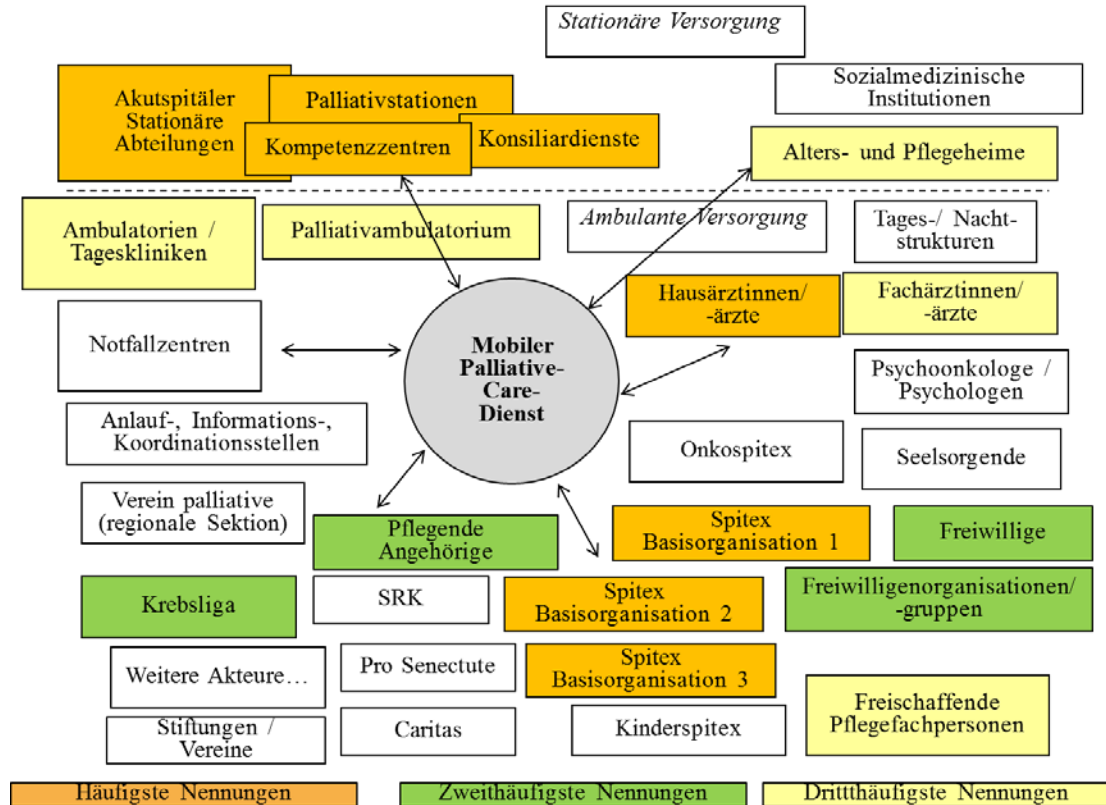 Stationäre Versorgung
Akutspitäler
Stationäre
Abteilungen
Palliativstationen
Kompetenzzentren
Konsiliardienste
Sozialmedizinische
Institutionen
Alters- und Pflegeheime
Ambulatorien /
Tageskliniken
Palliativambulatorium
Ambulante Versorgung
Tages-/ Nacht-
strukturen
Hausärztinnen/
-ärzte
Fachärztinnen/
-ärzte
Notfallzentren
Mobiler
Palliative-
Care-
Dienst
Psychoonkologe /
Psychologen
Anlauf-, Informations-,
Koordinationsstellen
Onkospitex
Seelsorgende
Verein palliative
(regionale Sektion)
Pflegende
Angehörige
Spitex
Basisorganisation 1
Freiwillige
Krebsliga
SRK
Spitex
Basisorganisation 2
Freiwilligenorganisationen/
-gruppen
Weitere Akteure…
Pro Senectute
Spitex
Basisorganisation 3
Freischaffende
Pflegefachpersonen
Stiftungen /
Vereine
Caritas
Kinderspitex
Häufigste Nennungen
Zweithäufigste Nennungen
Drittthäufigste Nennungen